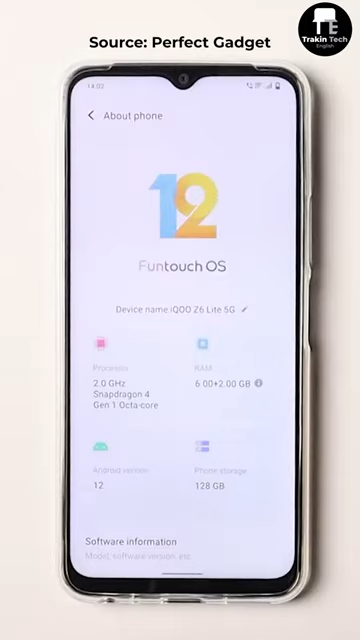 TE
Trakin Tech
English
Source: Perfect Gadget
14:02
About phone
12
Funtouch OS
Device name:iQOO Z6 Lite 5G
Processor
2.0 GHz
Snapdragon 4
Gen 1 Octa-core
RAM
6.00+2.00 GB
Android version
12
Phone storage
128 GB
Software information
Model, software version, etc.